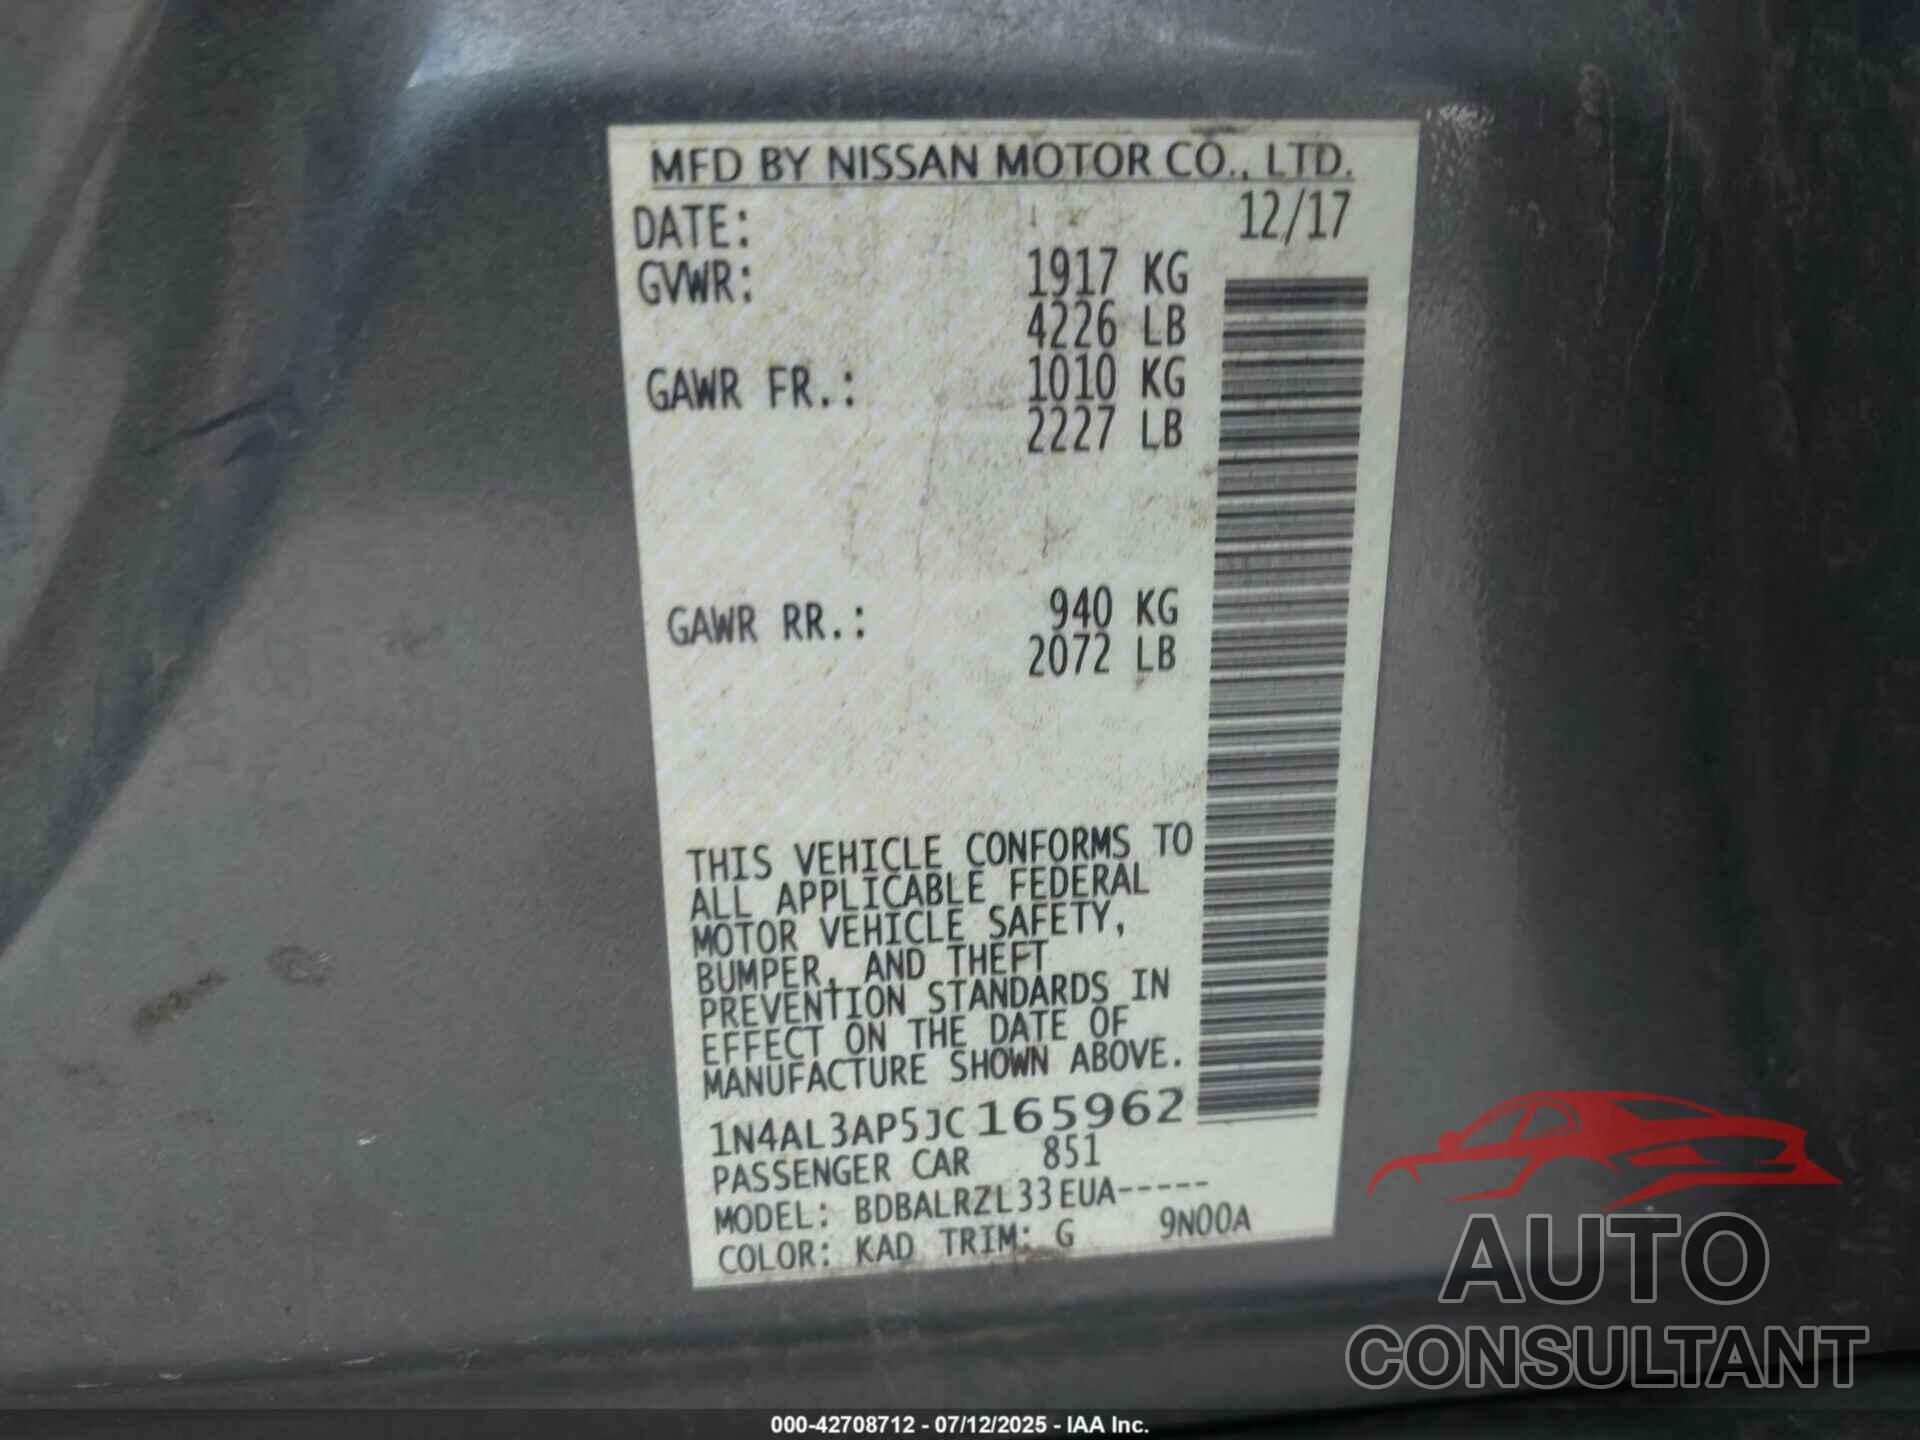 MFD BY NISSAN MOTOR CO., LTD.
DATE: 12/17
GVWR: 1917 KG
4226 LB
GAWR FR.: 1010 KG
2227 LB
GAWR RR.: 940 KG
2072 LB
THIS VEHICLE CONFORMS TO
ALL APPLICABLE FEDERAL
MOTOR VEHICLE SAFETY,
BUMPER, AND THEFT
PREVENTION STANDARDS IN
EFFECT ON THE DATE OF
MANUFACTURE SHOWN ABOVE.
1N4AL3AP5JC165962
PASSENGER CAR 851
MODEL: BDBALRZL33EUA-----
COLOR: KAD TRIM: G 9N00A
AUTO
CONSULTANT
000-42708712 - 07/12/2025 - IAA Inc.